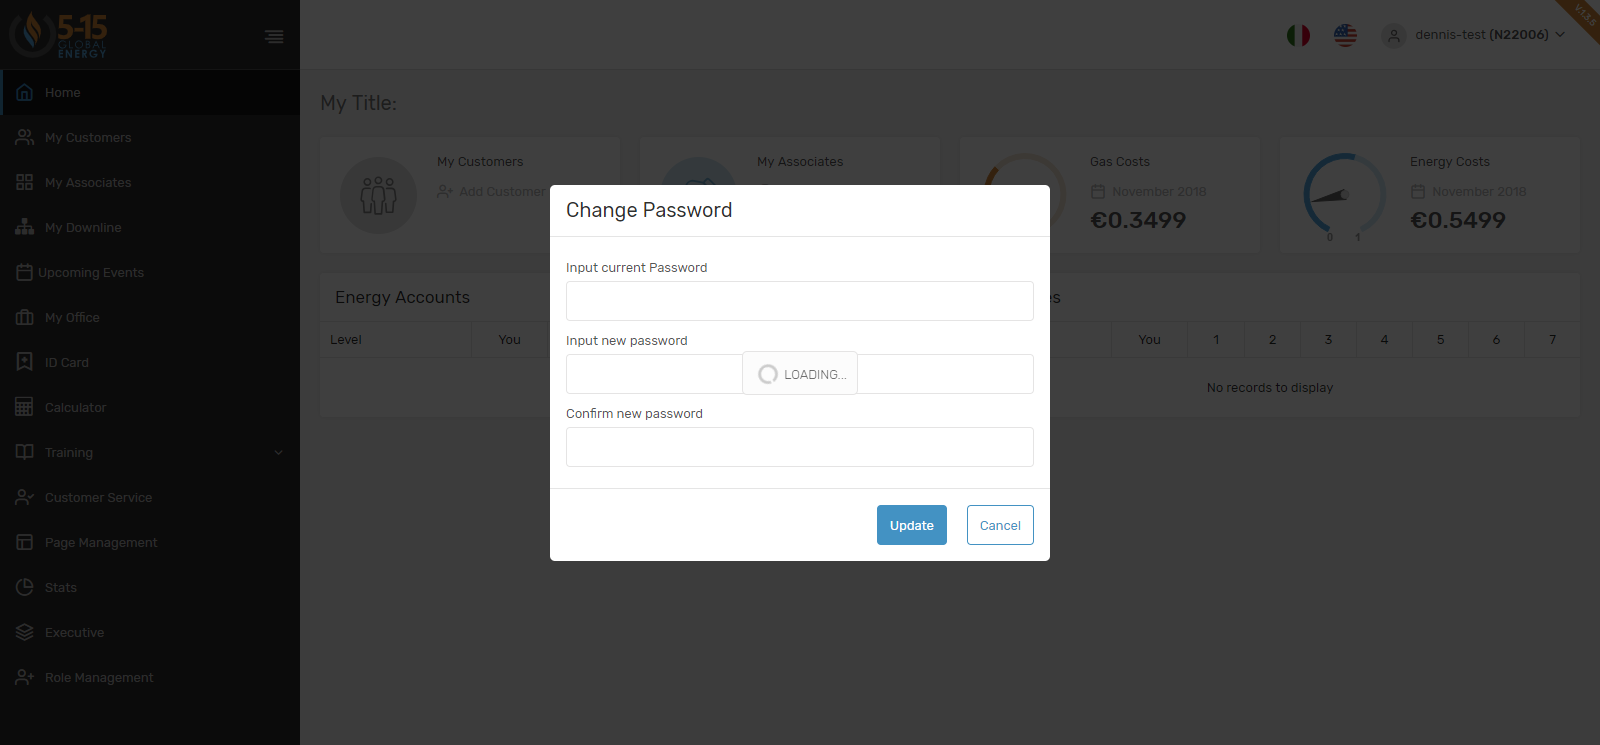 5-15
GLOBAL
ENERGY
dennis-test (N22006)
V.1.3.5
Home
My Customers
My Associates
My Downline
Upcoming Events
My Office
ID Card
Calculator
Training
Customer Service
Page Management
Stats
Executive
Role Management
My Title:
My Customers
Add Customer
My Associates
Gas Costs
November 2018
€0.3499
Energy Costs
November 2018
€0.5499
0 1
Energy Accounts
es
Level You
You 1 2 3 4 5 6 7
No records to display
Change Password
Input current Password
Input new password
LOADING...
Confirm new password
Update Cancel